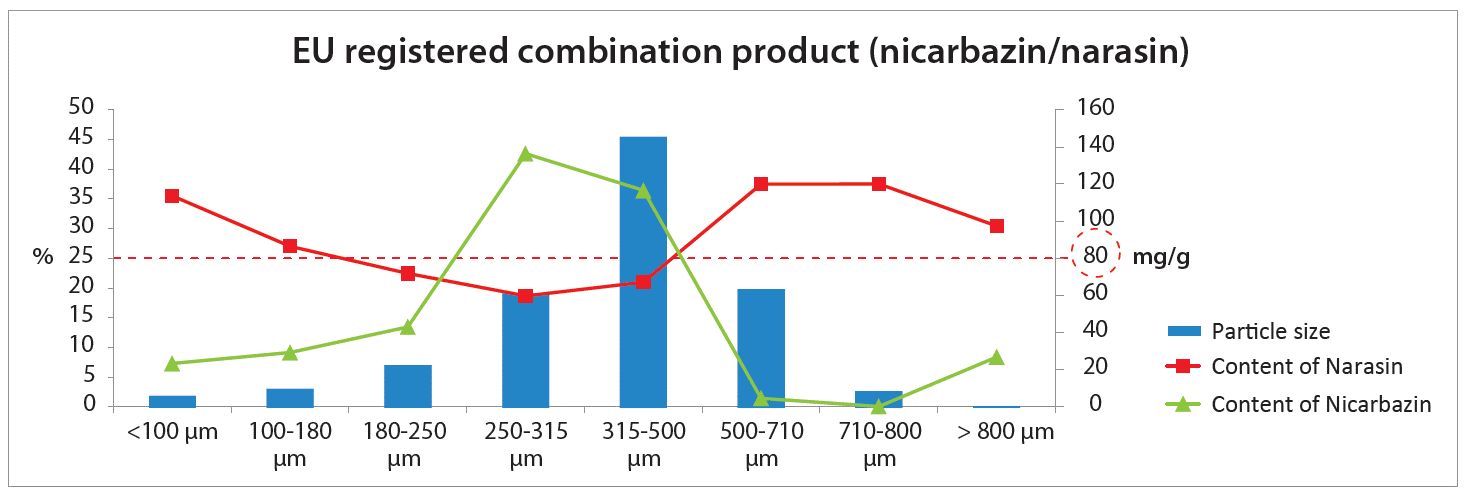 EU registered combination product (nicarbazin/narasin)
50
45
40
35
30
25
20
15
10
5
0
%
160
140
120
100
80
60
40
20
0
mg/g
Particle size
Content of Narasin
Content of Nicarbazin
<100 µm
100-180
µm
180-250
µm
250-315
µm
315-500
µm
500-710
µm
710-800
µm
> 800 µm